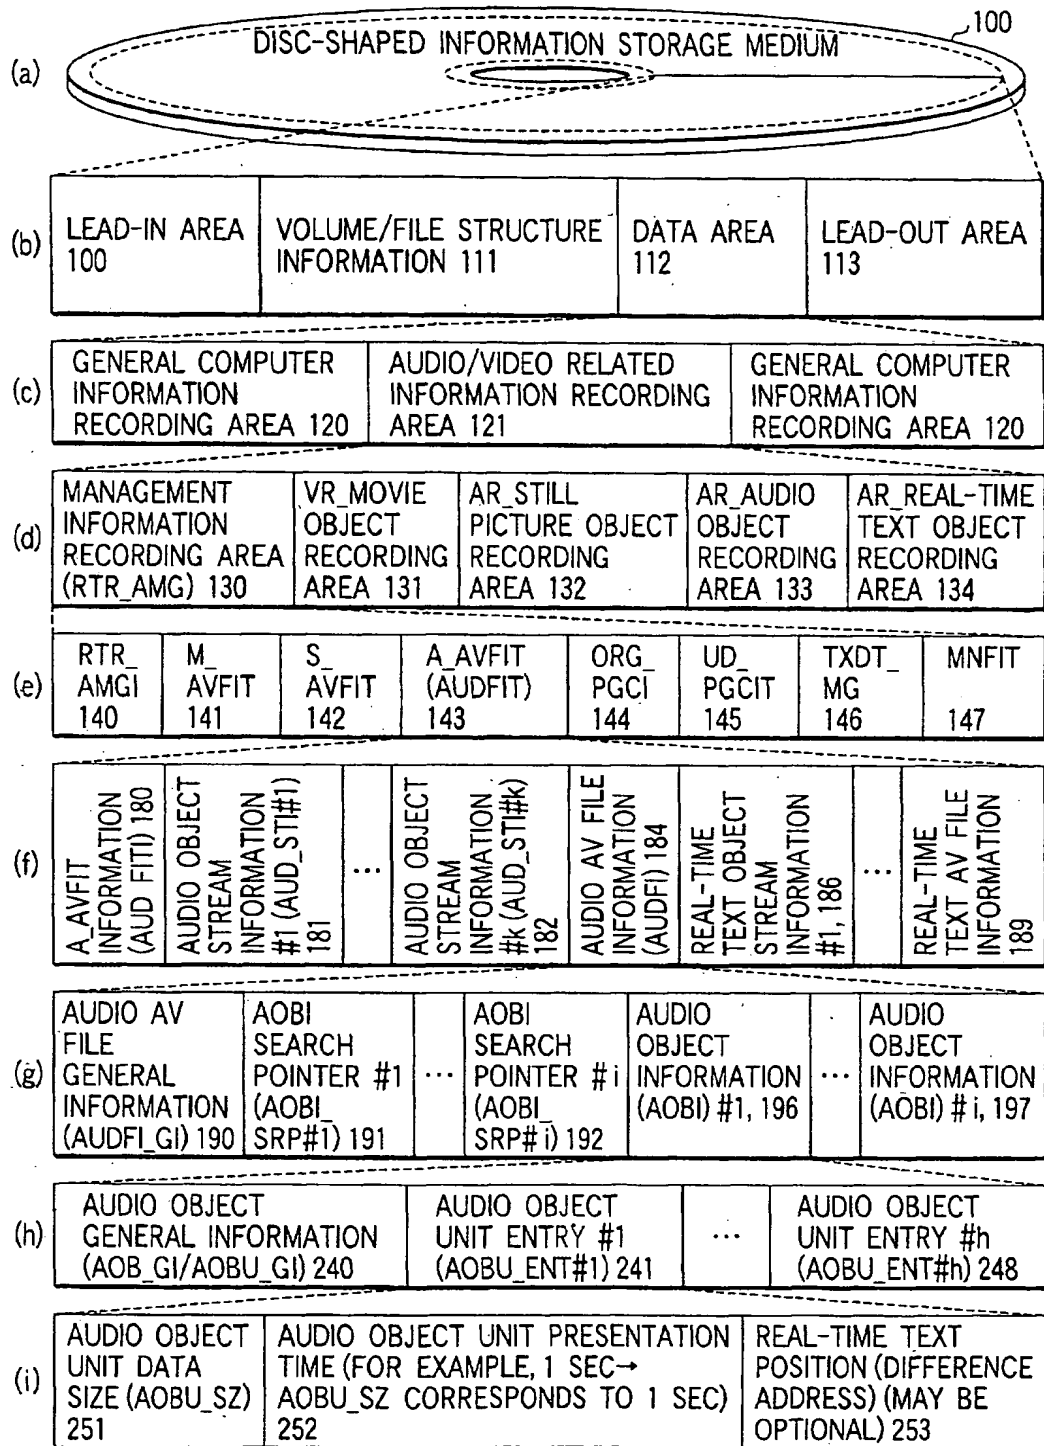 100
DISC-SHAPED INFORMATION STORAGE MEDIUM
(a)
(b)
LEAD-IN AREA
100
VOLUME/FILE STRUCTURE
INFORMATION 111
DATA AREA
112
LEAD-OUT AREA
113
(c)
GENERAL COMPUTER
INFORMATION
RECORDING AREA 120
AUDIO/VIDEO RELATED
INFORMATION RECORDING
AREA 121
GENERAL COMPUTER
INFORMATION
RECORDING AREA 120
(d)
MANAGEMENT
INFORMATION
RECORDING AREA
(RTR_AMG) 130
VR_MOVIE
OBJECT
RECORDING
AREA 131
AR_STILL
PICTURE OBJECT
RECORDING
AREA 132
AR_AUDIO
OBJECT
RECORDING
AREA 133
AR_REAL-TIME
TEXT OBJECT
RECORDING
AREA 134
(e)
RTR_
AMGI
140
M_
AVFIT
141
S_
AVFIT
142
A_AVFIT
(AUDFIT)
143
ORG_
PGCI
144
UD_
PGCIT
145
TXDT_
MG
146
MNFIT
147
(f)
A_AVFIT
INFORMATION
(AUD FITI) 180
AUDIO OBJECT
STREAM
INFORMATION
#1 (AUD_STI#1)
181
...
AUDIO OBJECT
STREAM
INFORMATION
#k (AUD_STI#k)
182
AUDIO AV FILE
INFORMATION
(AUDFI) 184
REAL-TIME
TEXT OBJECT
STREAM
INFORMATION
#1, 186
...
REAL-TIME
TEXT AV FILE
INFORMATION
189
(g)
AUDIO AV
FILE
GENERAL
INFORMATION
(AUDFI_GI) 190
AOBI
SEARCH
POINTER #1
(AOBI_
SRP#1) 191
...
AOBI
SEARCH
POINTER #i
(AOBI_
SRP#i) 192
AUDIO
OBJECT
INFORMATION
(AOBI) #1, 196
...
AUDIO
OBJECT
INFORMATION
(AOBI) #i, 197
(h)
AUDIO OBJECT
GENERAL INFORMATION
(AOB_GI/AOBU_GI) 240
AUDIO OBJECT
UNIT ENTRY #1
(AOBU_ENT#1) 241
...
AUDIO OBJECT
UNIT ENTRY #h
(AOBU_ENT#h) 248
(i)
AUDIO OBJECT
UNIT DATA
SIZE (AOBU_SZ)
251
AUDIO OBJECT UNIT PRESENTATION
TIME (FOR EXAMPLE, 1 SEC→
AOBU_SZ CORRESPONDS TO 1 SEC)
252
REAL-TIME TEXT
POSITION (DIFFERENCE
ADDRESS) (MAY BE
OPTIONAL) 253